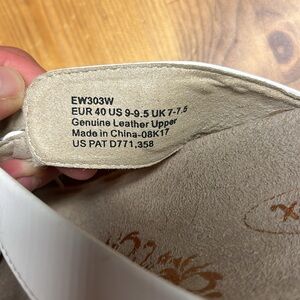 EW303W
EUR 40 US 9-9.5 UK 7-7.5
Genuine Leather Upper
Made in China-08K17
US PAT D771,358